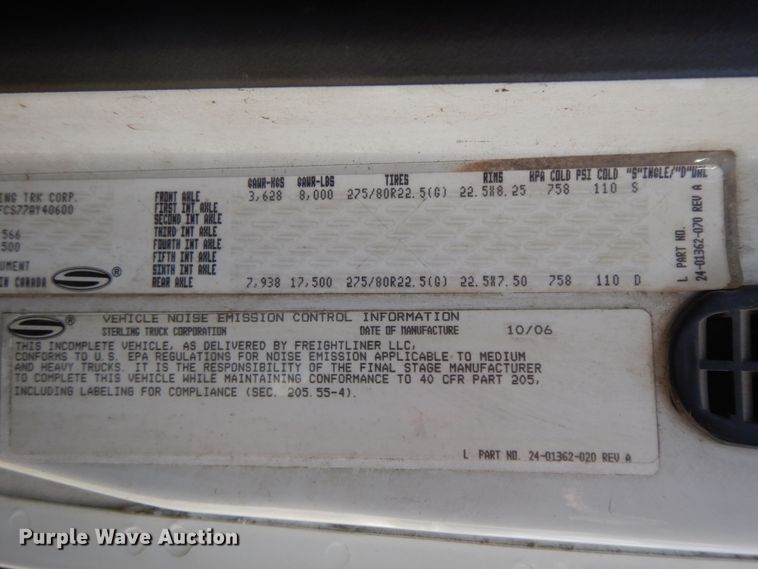 GAWR-KGS GAWR-LBS TIRES RIMS KPA COLD PSI COLD "S"INGLE/"D"UAL
ING TRK CORP. FRONT AXLE 3,628 8,000 275/80R22.5(G) 22.5X8.25 758 110 S
FIRST INT AXLE
SECOND INT AXLE
566 THIRD INT AXLE
500 FOURTH INT AXLE
FIFTH INT AXLE
UMENT SIXTH INT AXLE
IN CANADA ® REAR AXLE 7,938 17,500 275/80R22.5(G) 22.5X7.50 758 110 D
L PART NO.
24-01362-070 REV A
® VEHICLE NOISE EMISSION CONTROL INFORMATION
STERLING TRUCK CORPORATION DATE OF MANUFACTURE 10/06
THIS INCOMPLETE VEHICLE, AS DELIVERED BY FREIGHTLINER LLC,
CONFORMS TO U.S. EPA REGULATIONS FOR NOISE EMISSION APPLICABLE TO MEDIUM
AND HEAVY TRUCKS. IT IS THE RESPONSIBILITY OF THE FINAL STAGE MANUFACTURER
TO COMPLETE THIS VEHICLE WHILE MAINTAINING CONFORMANCE TO 40 CFR PART 205,
INCLUDING LABELING FOR COMPLIANCE (SEC. 205.55-4).
L PART NO. 24-01362-020 REV A
Purple Wave Auction